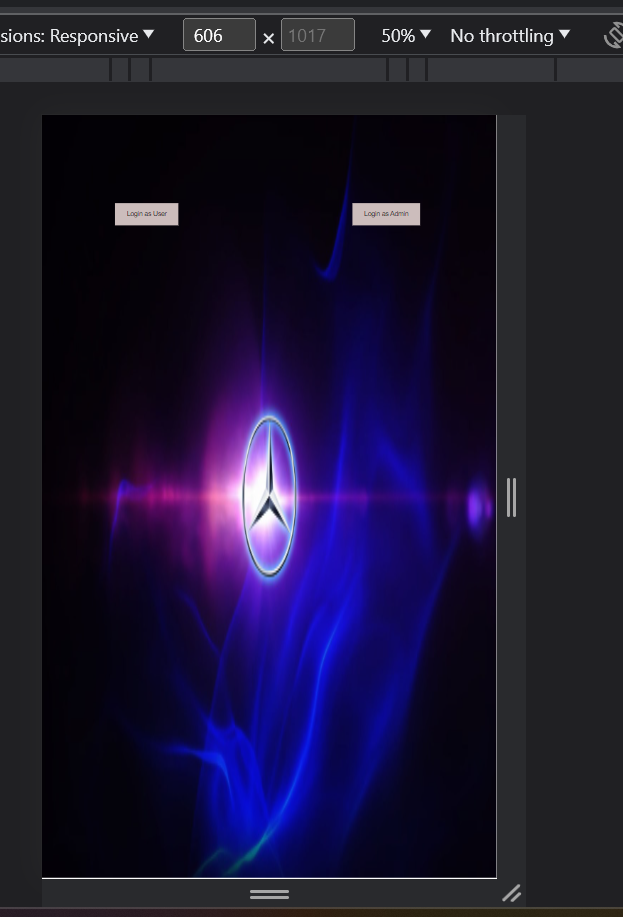 sions: Responsive 606 × 1017 50% No throttling
Login as User Login as Admin